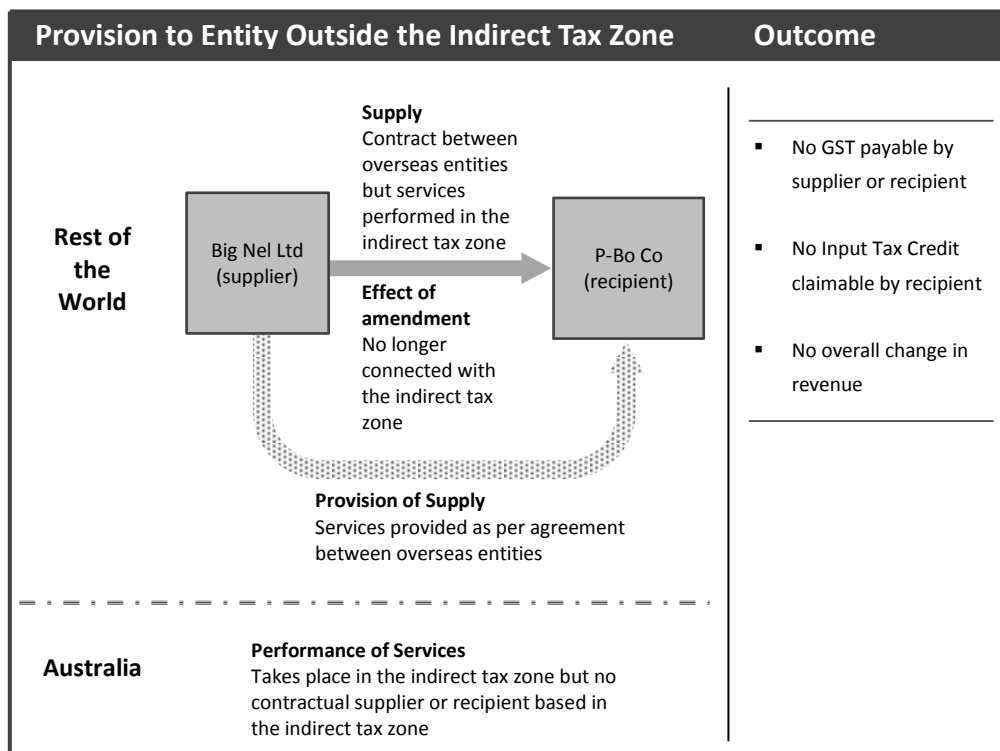 Provision to Entity Outside the Indirect Tax Zone
Outcome
Supply
Contract between
overseas entities
but services
performed in the
indirect tax zone
Rest of
the
World
Big Nel Ltd
(supplier)
P-Bo Co
(recipient)
Effect of
amendment
No longer
connected with
the indirect tax
zone
Provision of Supply
Services provided as per agreement
between overseas entities
Australia
Performance of Services
Takes place in the indirect tax zone but no
contractual supplier or recipient based in
the indirect tax zone
▪ No GST payable by
supplier or recipient
▪ No Input Tax Credit
claimable by recipient
▪ No overall change in
revenue